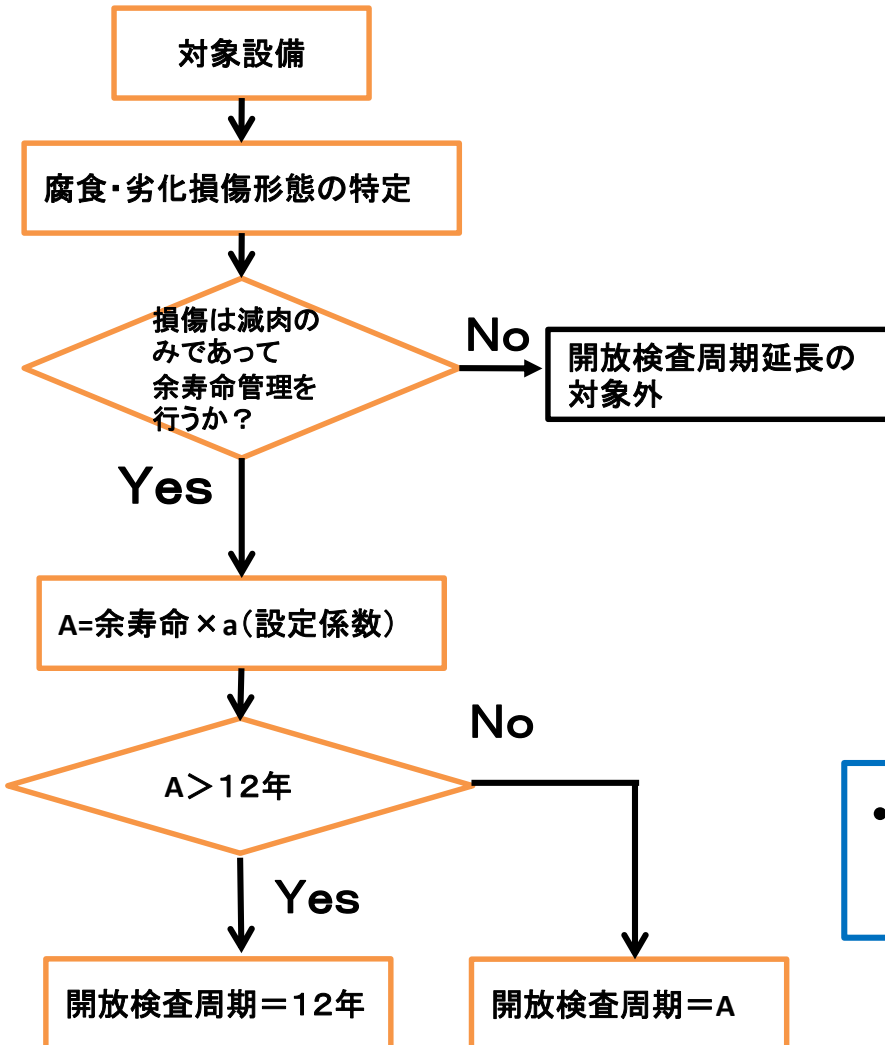 対象設備
腐食・劣化損傷形態の特定
損傷は減肉の
みであって
余寿命管理を
行うか？
No
開放検査周期延長の
対象外
Yes
A=余寿命×a（設定係数）
No
A＞１２年
•
Yes
開放検査周期＝１２年
開放検査周期＝A